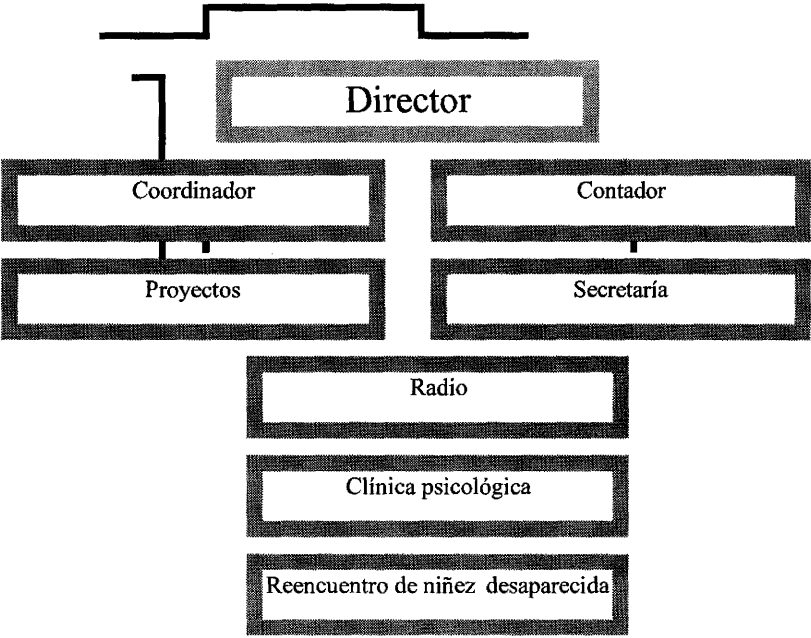 Director
Coordinador
Contador
Proyectos
Secretaría
Radio
Clínica psicológica
Reencuentro de niñez desaparecida